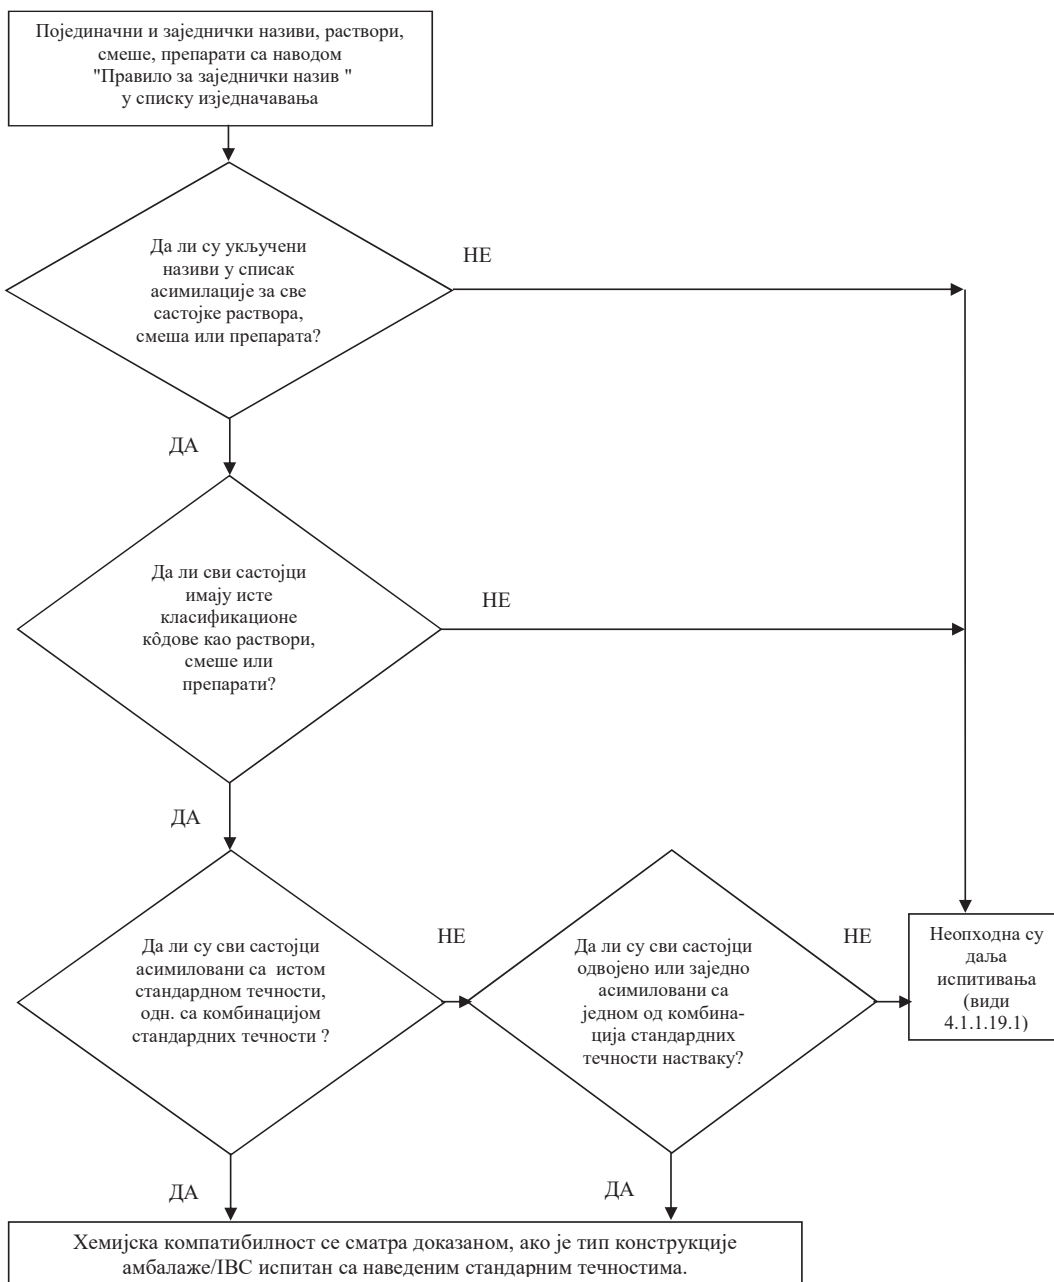 Појединачни и заједнички називи, раствори,
смеше, препарати са наводом
"Правило за заједнички назив "
у списку изједначавања
Да ли су укључени
називи у списак
асимилације за све
састојке раствора,
смеша или препарата?
НЕ
ДА
Да ли сви састојци
имају исте
класификационе
кôдове као раствори,
смеше или
препарати?
НЕ
ДА
Да ли су сви састојци
асимиловани са истом
стандардном течности,
одн. са комбинацијом
стандардних течности ?
НЕ
ДА
Да ли су сви састојци
одвојено или заједно
асимиловани са
једном од комбина-
ција стандардних
течности наствaку?
НЕ
ДА
Неопходна су
даља
испитивања
(види
4.1.1.19.1)
Хемијска компатибилност се сматра доказаном, ако је тип конструкције
амбалаже/IBC испитан са наведеним стандарним течностима.